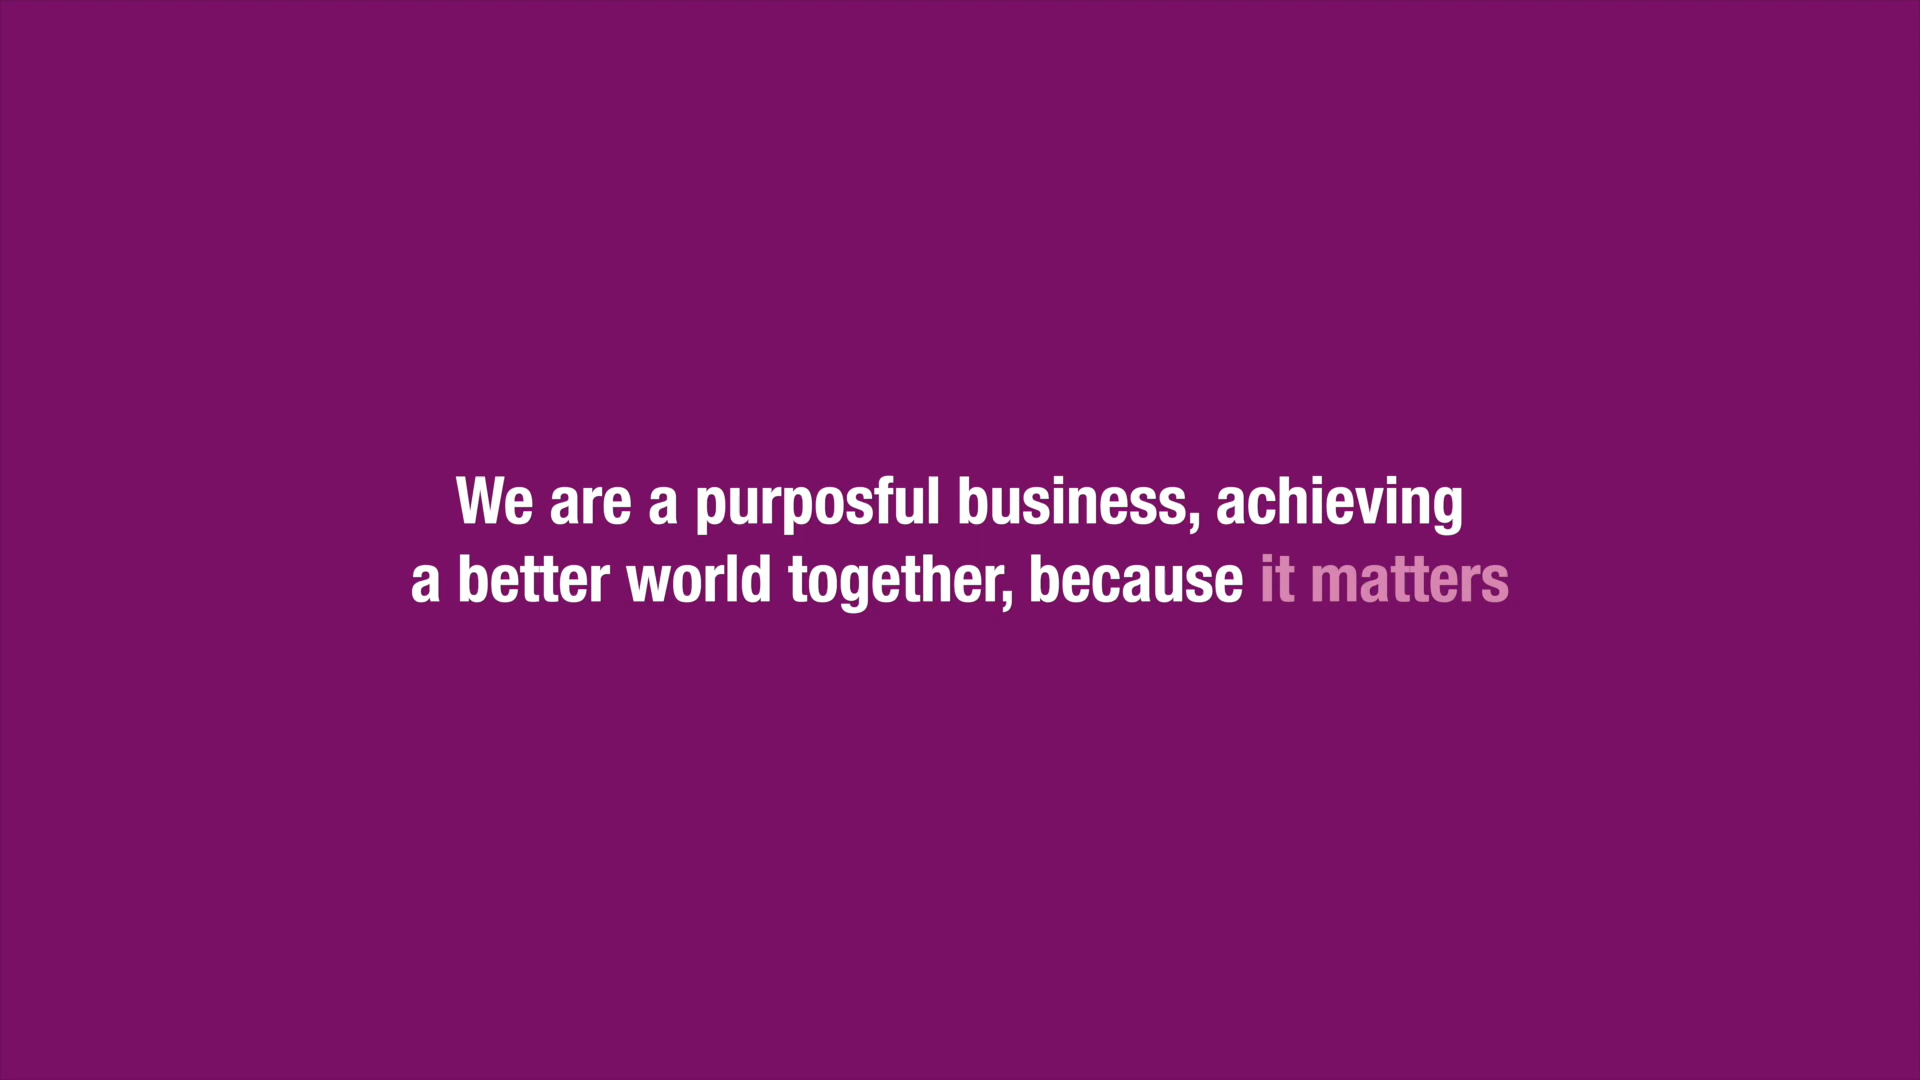 We are a purposful business, achieving
a better world together, because it matters